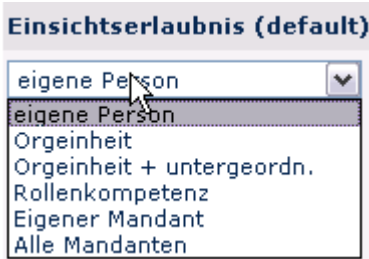 Einsichtserlaubnis (default)
eigene Person
eigene Person
Orgeinheit
Orgeinheit + untergeordn.
Rollenkompetenz
Eigener Mandant
Alle Mandanten